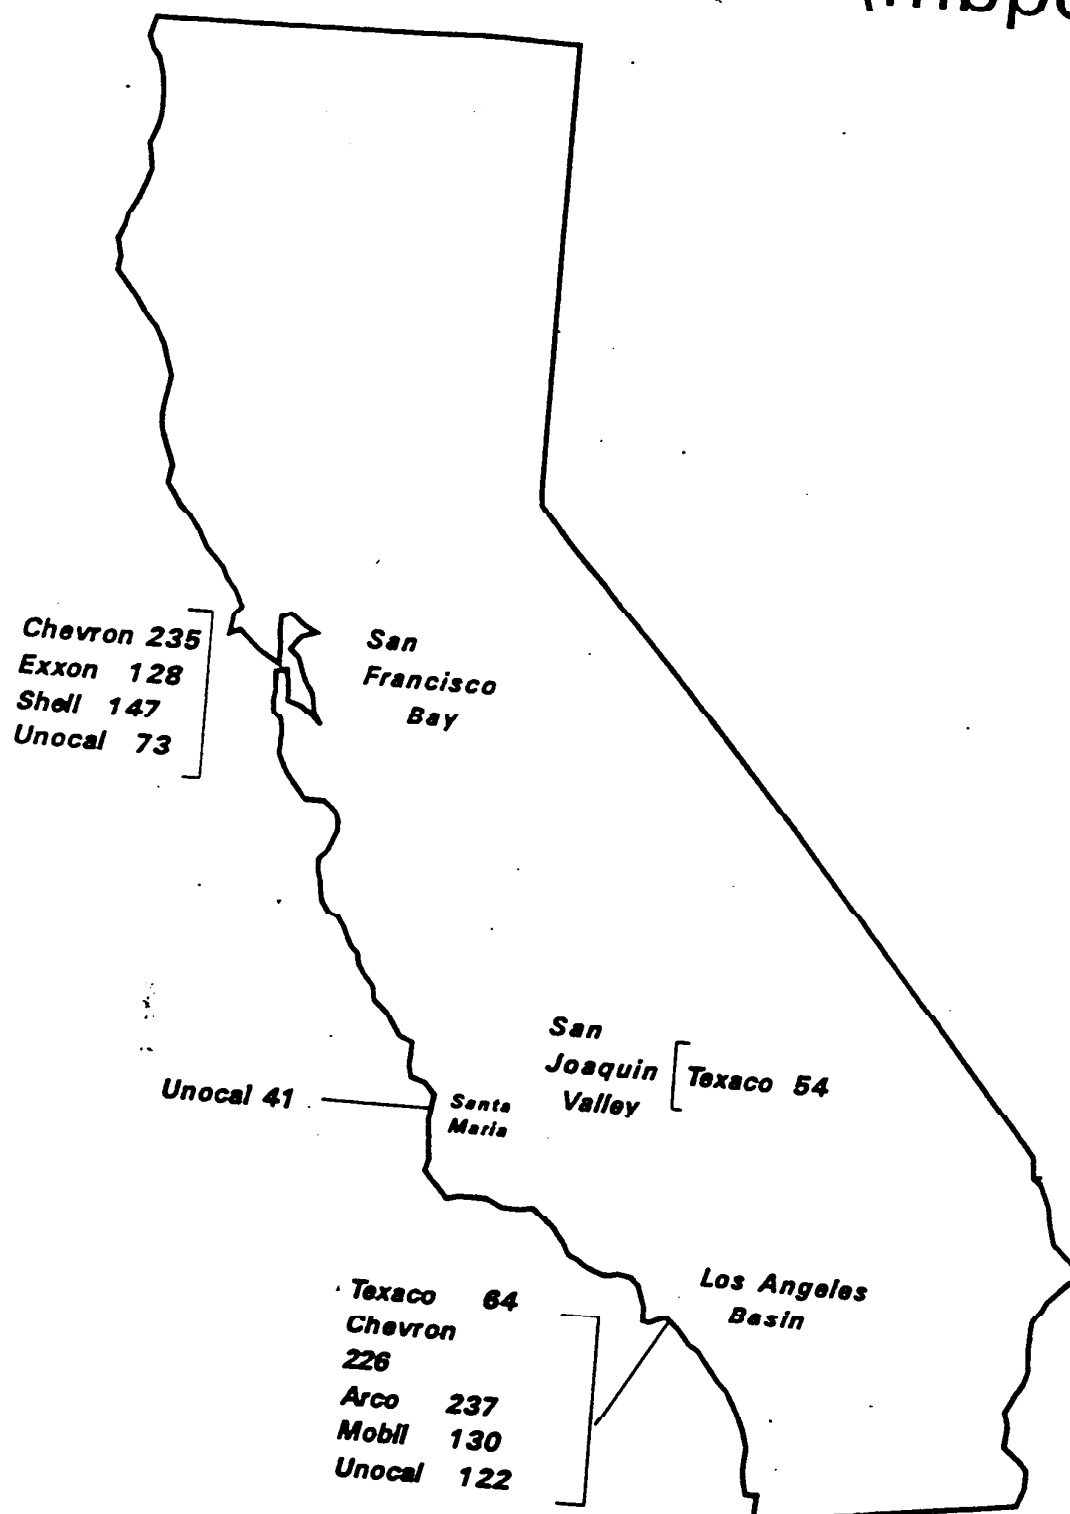 Chevron 235
Exxon 128
Shell 147
Unocal 73
San
Francisco
Bay
San
Joaquin
Valley
Texaco 54
Unocal 41
Santa
Maria
Los Angeles
Basin
Texaco 64
Chevron
226
Arco 237
Mobil 130
Unocal 122